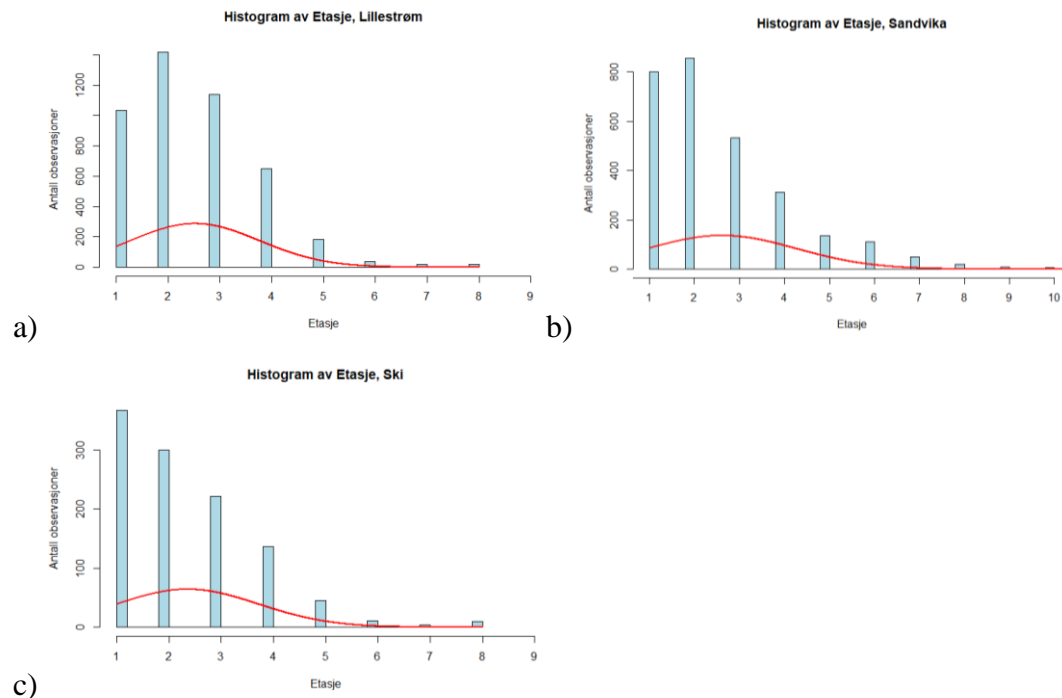 Histogram av Etasje, Lillestrøm
Antall observasjoner
0 200 400 600 800 1200
1 2 3 4 5 6 7 8 9
Etasje
a)
Histogram av Etasje, Sandvika
Antall observasjoner
0 200 400 600 800
1 2 3 4 5 6 7 8 9 10
Etasje
b)
Histogram av Etasje, Ski
Antall observasjoner
0 100 300
1 2 3 4 5 6 7 8 9
Etasje
c)